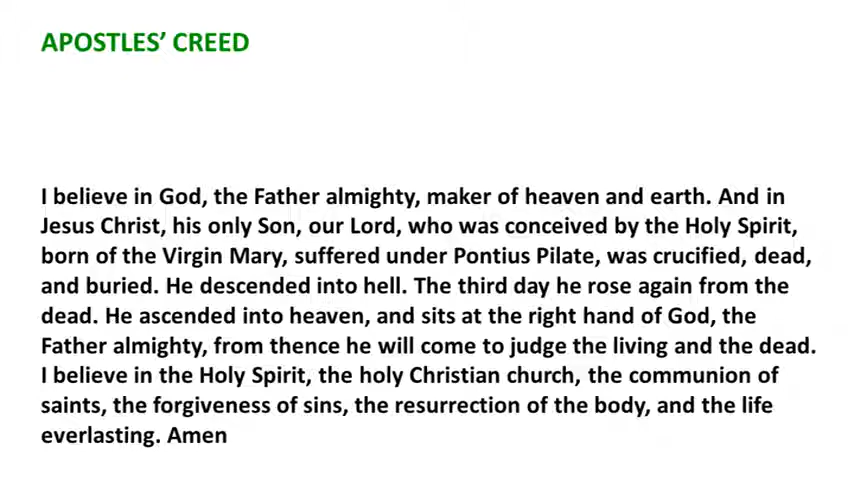 APOSTLES’ CREED
I believe in God, the Father almighty, maker of heaven and earth. And in
Jesus Christ, his only Son, our Lord, who was conceived by the Holy Spirit,
born of the Virgin Mary, suffered under Pontius Pilate, was crucified, dead,
and buried. He descended into hell. The third day he rose again from the
dead. He ascended into heaven, and sits at the right hand of God, the
Father almighty, from thence he will come to judge the living and the dead.
I believe in the Holy Spirit, the holy Christian church, the communion of
saints, the forgiveness of sins, the resurrection of the body, and the life
everlasting. Amen